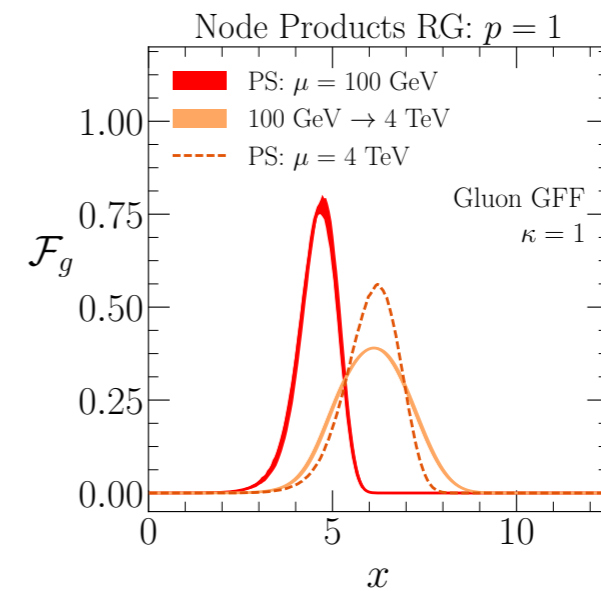 Node Products RG: p = 1
PS: μ = 100 GeV
100 GeV → 4 TeV
PS: μ = 4 TeV
Gluon GFF
κ = 1
1.00
0.75
0.50
0.25
0.00
ℱg
0 5 10
x